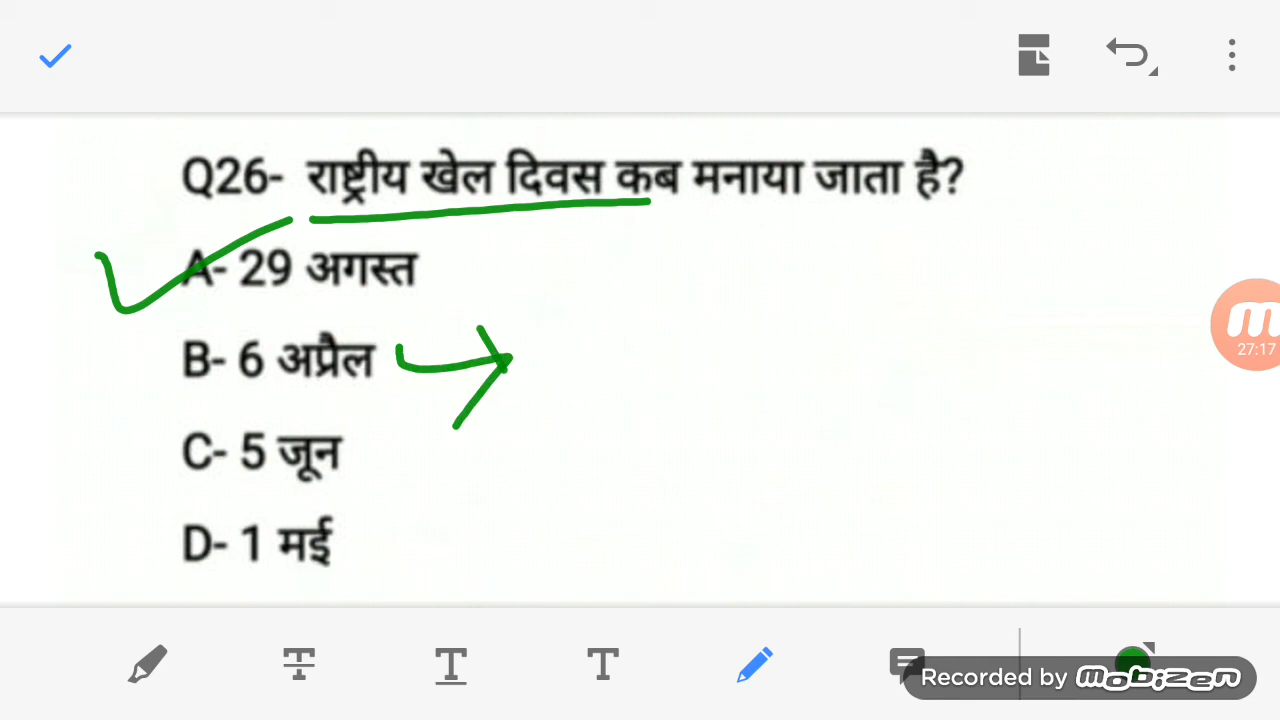 Q26- राष्ट्रीय खेल दिवस कब मनाया जाता है?
A- 29 अगस्त
B- 6 अप्रैल
27:17
C- 5 जून
D- 1 मई
T T T
Recorded by mobizen